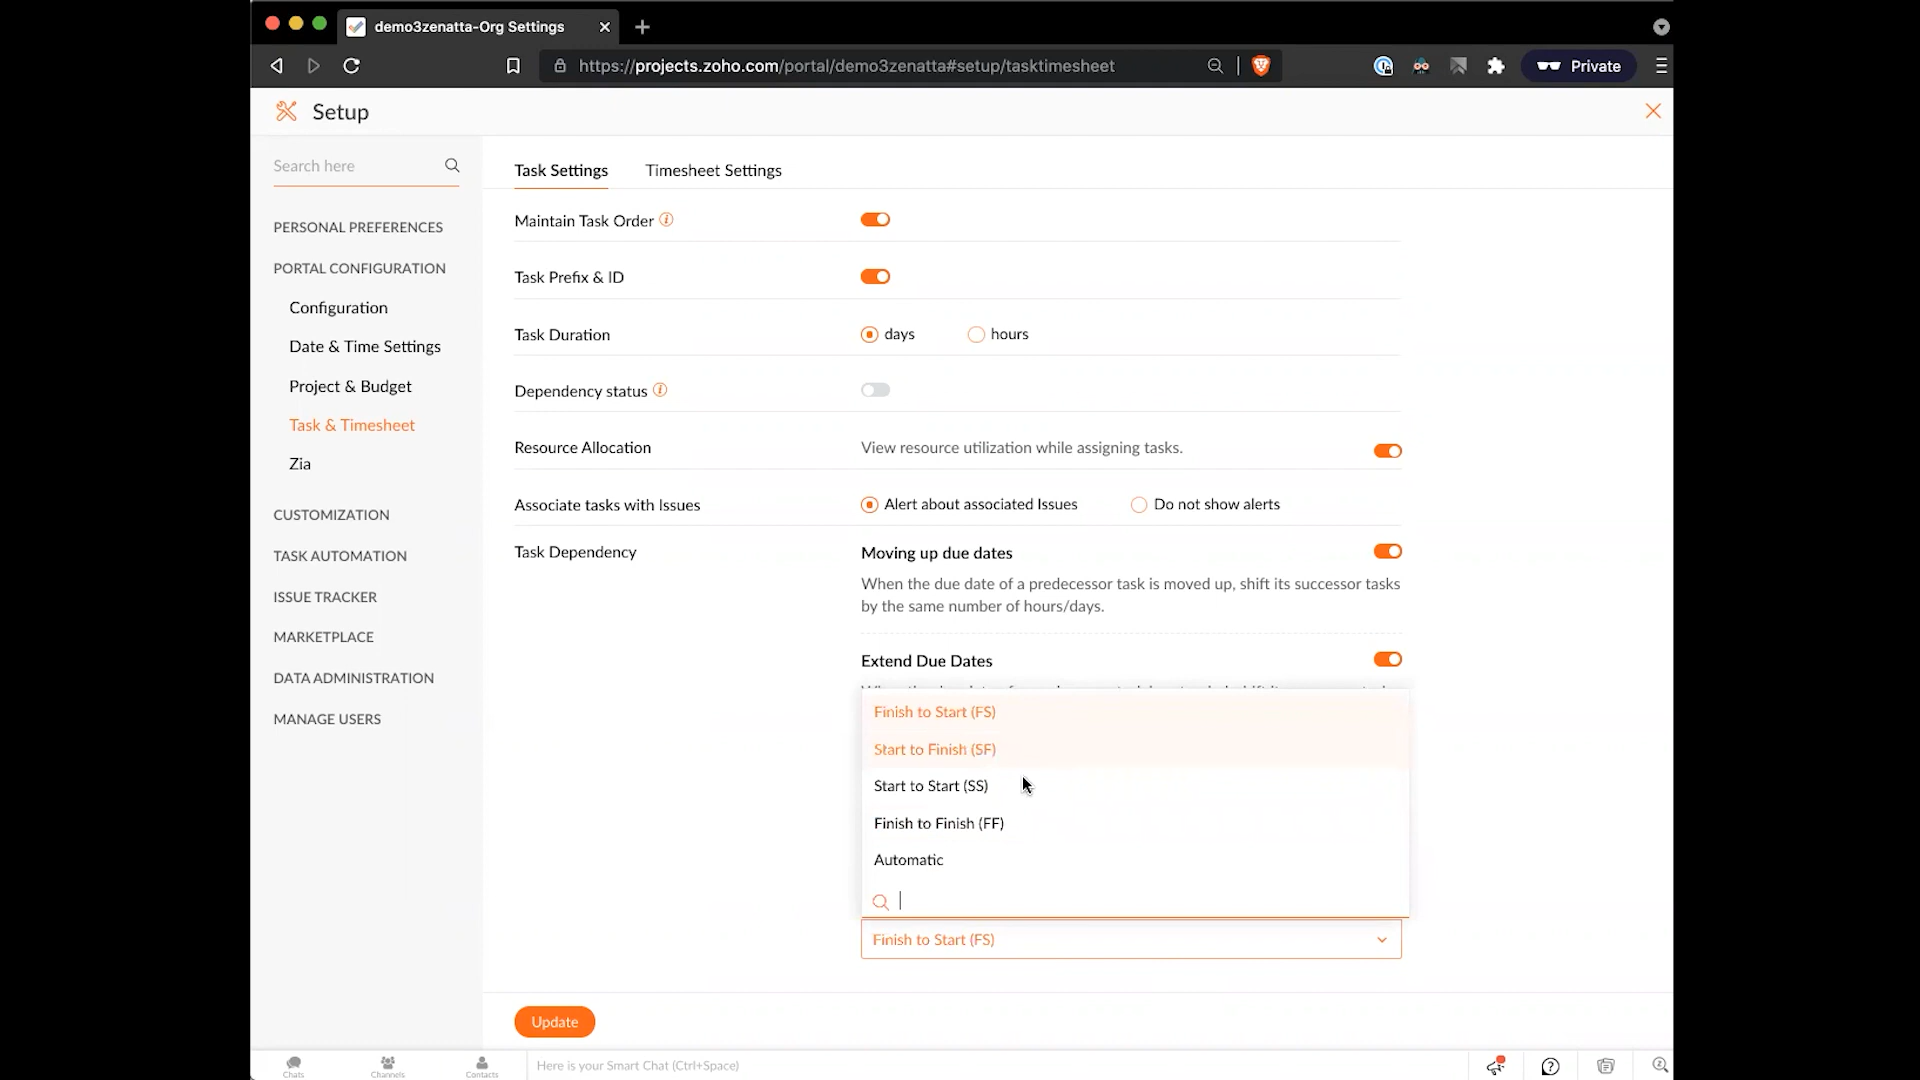 demo3zenatta-Org Settings
https://projects.zoho.com/portal/demo3zenatta#setup/tasktimesheet
Private
Setup
Search here
PERSONAL PREFERENCES
PORTAL CONFIGURATION
Configuration
Date & Time Settings
Project & Budget
Task & Timesheet
Zia
CUSTOMIZATION
TASK AUTOMATION
ISSUE TRACKER
MARKETPLACE
DATA ADMINISTRATION
MANAGE USERS
Task Settings
Timesheet Settings
Maintain Task Order
Task Prefix & ID
Task Duration
days
hours
Dependency status
Resource Allocation
View resource utilization while assigning tasks.
Associate tasks with Issues
Alert about associated Issues
Do not show alerts
Task Dependency
Moving up due dates
When the due date of a predecessor task is moved up, shift its successor tasks
by the same number of hours/days.
Extend Due Dates
Finish to Start (FS)
Start to Finish (SF)
Start to Start (SS)
Finish to Finish (FF)
Automatic
Finish to Start (FS)
Update
Chats
Channels
Contacts
Here is your Smart Chat (Ctrl+Space)